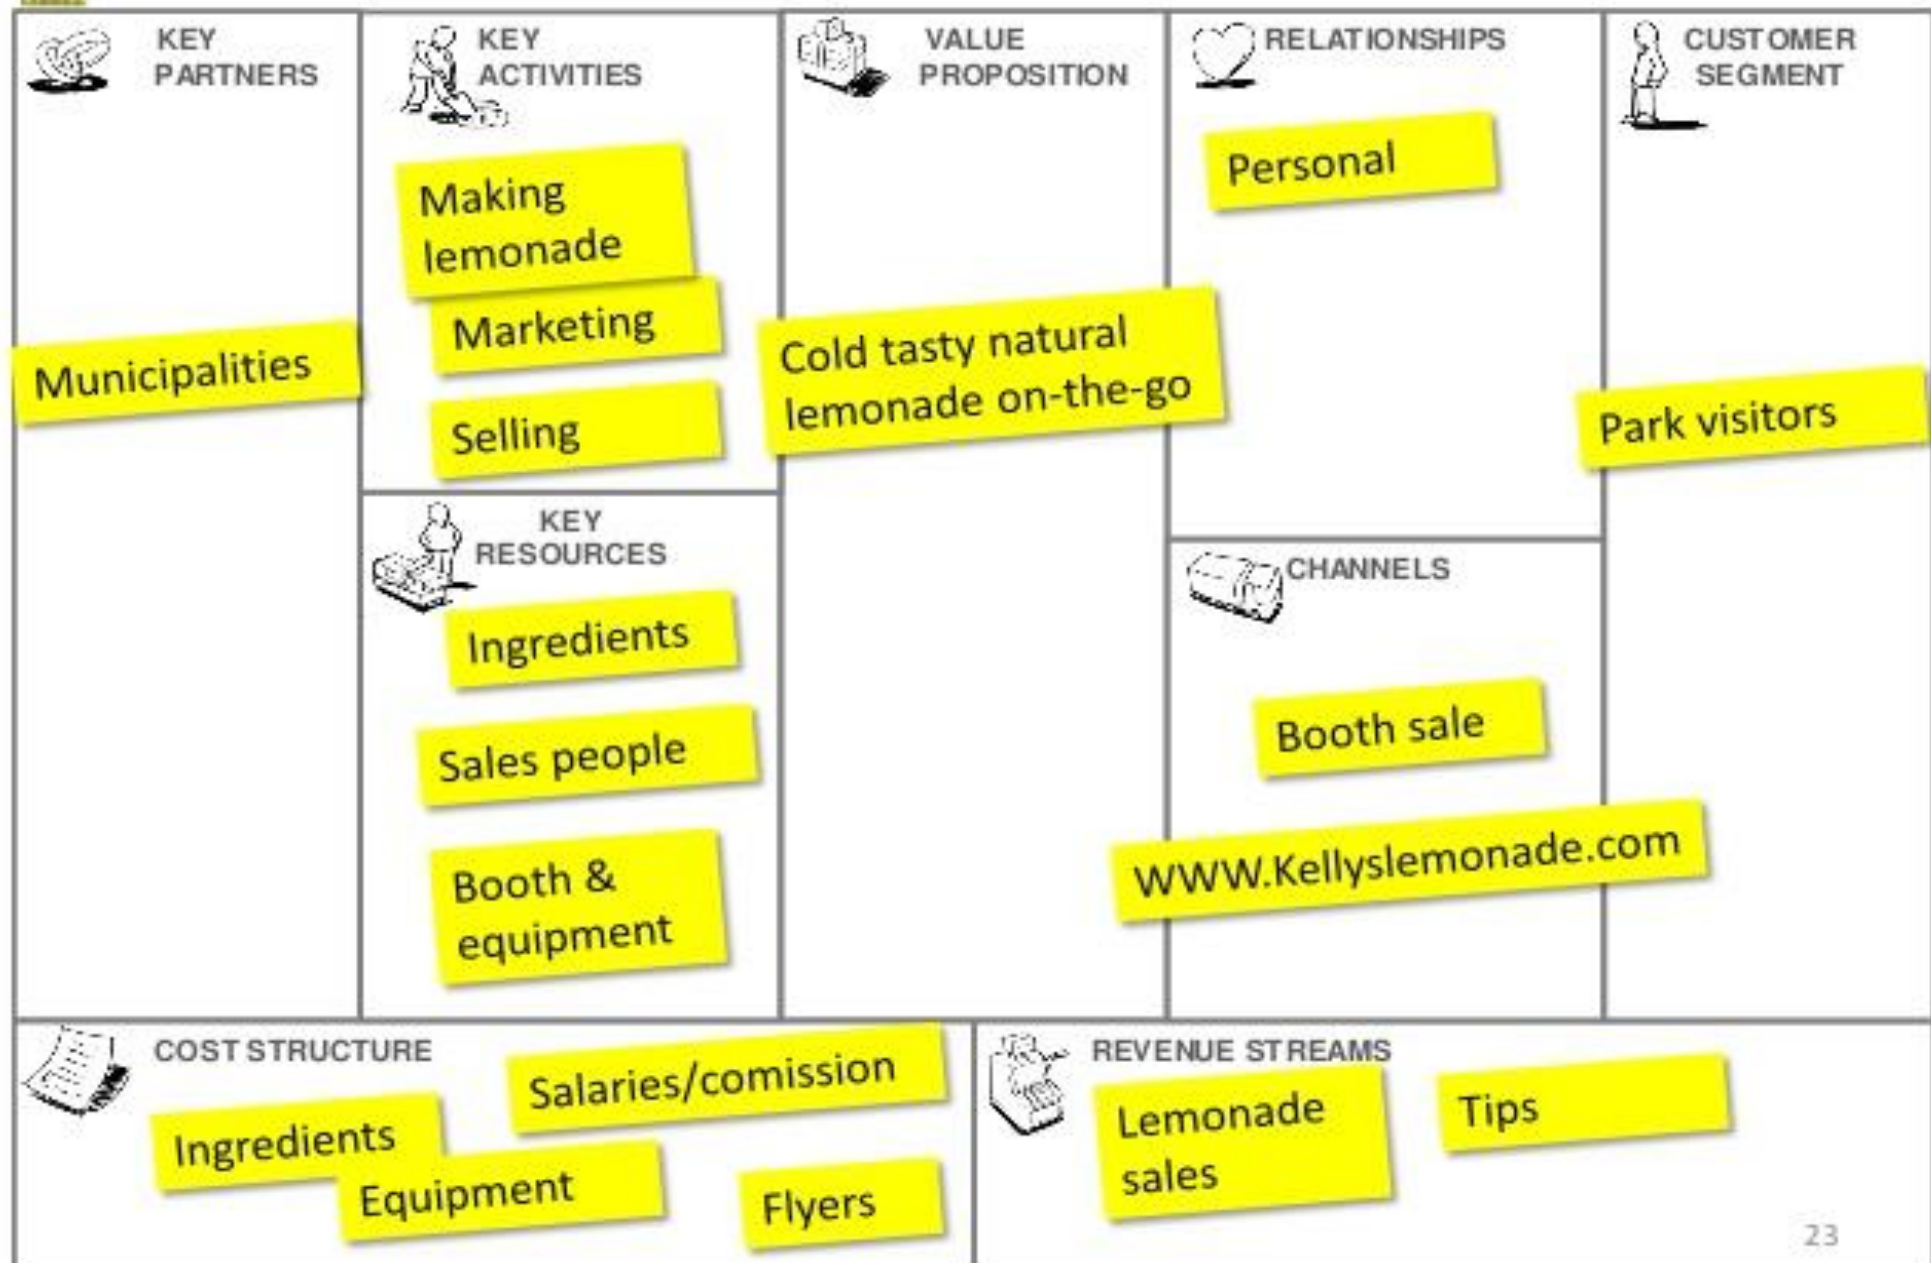 KEY
PARTNERS
Municipalities
KEY
ACTIVITIES
Making
lemonade
Marketing
Selling
KEY
RESOURCES
Ingredients
Sales people
Booth &
equipment
VALUE
PROPOSITION
Cold tasty natural
lemonade on-the-go
RELATIONSHIPS
Personal
CHANNELS
Booth sale
WWW.Kellyslemonade.com
CUSTOMER
SEGMENT
Park visitors
COST STRUCTURE
Salaries/comission
Ingredients
Equipment
Flyers
REVENUE STREAMS
Lemonade
sales
Tips
23